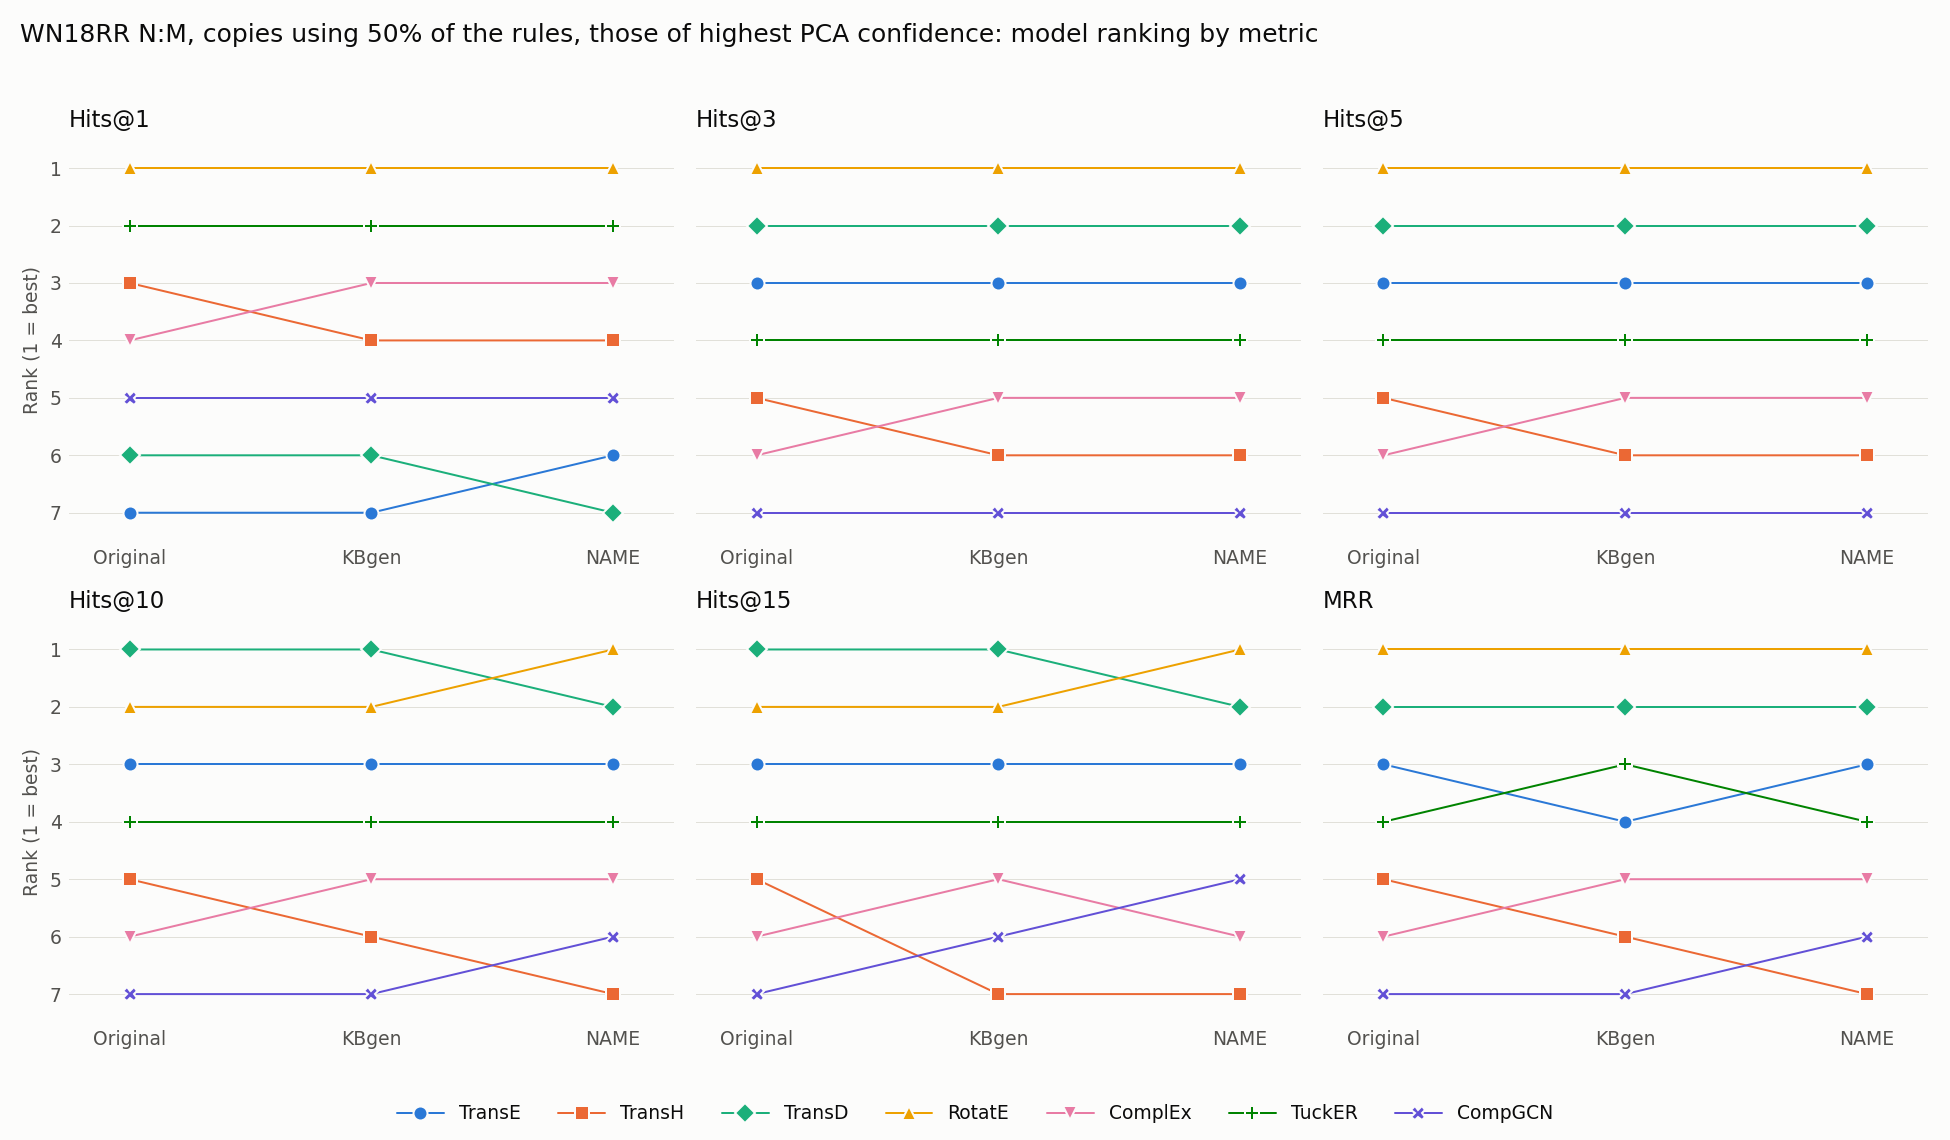 WN18RR N:M, copies using 50% of the rules, those of highest PCA confidence: model ranking by metric
Hits@1
Hits@3
Hits@5
Rank (1 = best)
1
2
3
4
5
6
7
Original
KBgen
NAME
Original
KBgen
NAME
Original
KBgen
NAME
Hits@10
Hits@15
MRR
Rank (1 = best)
1
2
3
4
5
6
7
Original
KBgen
NAME
Original
KBgen
NAME
Original
KBgen
NAME
TransE
TransH
TransD
RotatE
ComplEx
TuckER
CompGCN